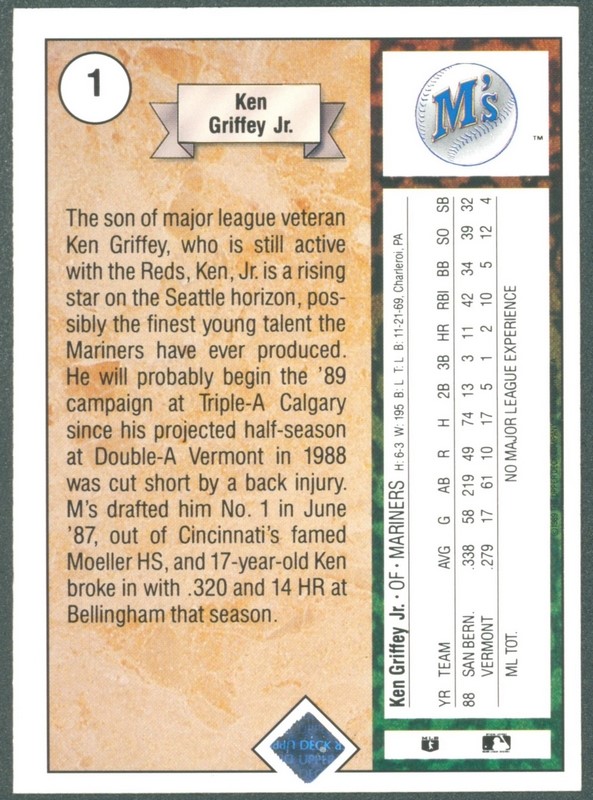 1
Ken
Griffey Jr.
The son of major league veteran
Ken Griffey, who is still active
with the Reds, Ken, Jr. is a rising
star on the Seattle horizon, pos-
sibly the finest young talent the
Mariners have ever produced.
He will probably begin the '89
campaign at Triple-A Calgary
since his projected half-season
at Double-A Vermont in 1988
was cut short by a back injury.
M's drafted him No. 1 in June
'87, out of Cincinnati's famed
Moeller HS, and 17-year-old Ken
broke in with .320 and 14 HR at
Bellingham that season.
M's
TM
Ken Griffey Jr. • OF • MARINERS H: 6-3 W: 195 B: L T: L B: 11-21-69, Charleroi, PA
YR TEAM AVG G AB R H 2B 3B HR RBI BB SO SB
88 SAN BERN. .338 58 219 49 74 13 3 11 42 34 39 32
VERMONT .279 17 61 10 17 5 1 2 10 5 12 4
ML TOT. NO MAJOR LEAGUE EXPERIENCE
DECK
UPPER